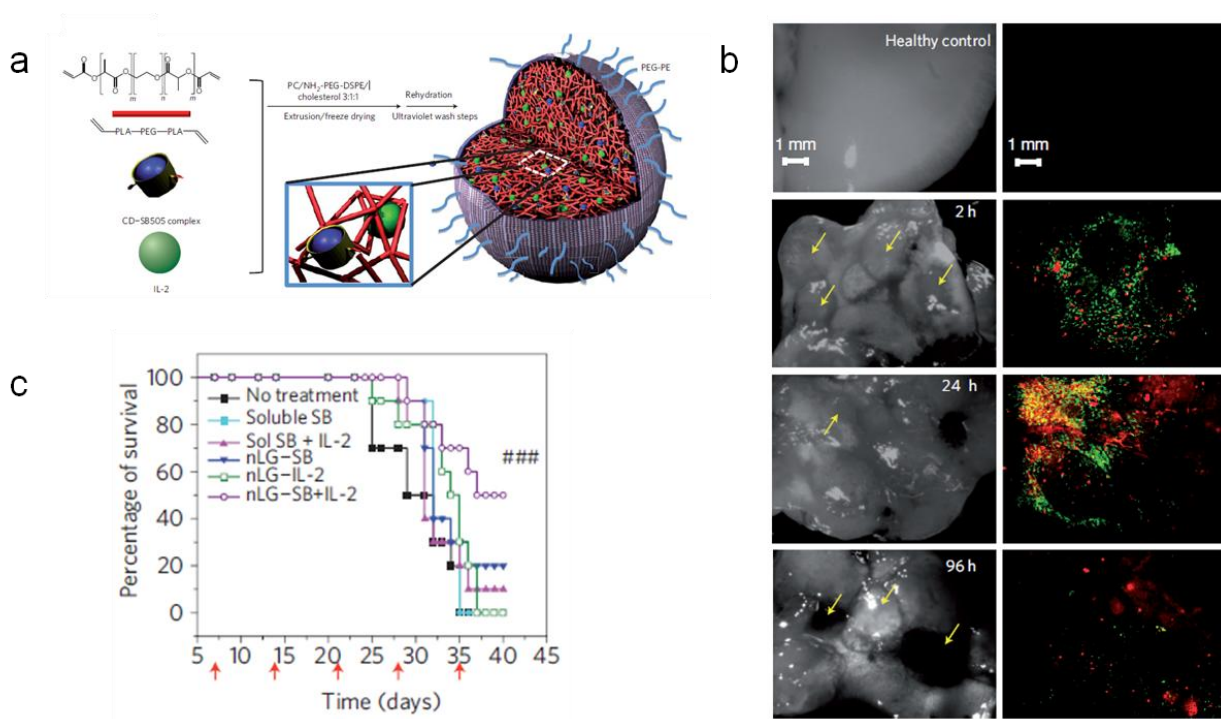 a
O
O
O
O
O
O
O
O
m
n
m
PLA—PEG—PLA
CD–SB505 complex
IL-2
PC/NH2-PEG-DSPE/
cholesterol 3:1:1
Extrusion/freeze drying
Rehydration
Ultraviolet wash steps
PEG-PE
b
Healthy control
1 mm
1 mm
2 h
24 h
96 h
c
Percentage of survival
100
80
60
40
20
0
No treatment
Soluble SB
Sol SB + IL-2
nLG–SB
nLG–IL-2
nLG–SB+IL-2
###
5 10 15 20 25 30 35 40 45
Time (days)